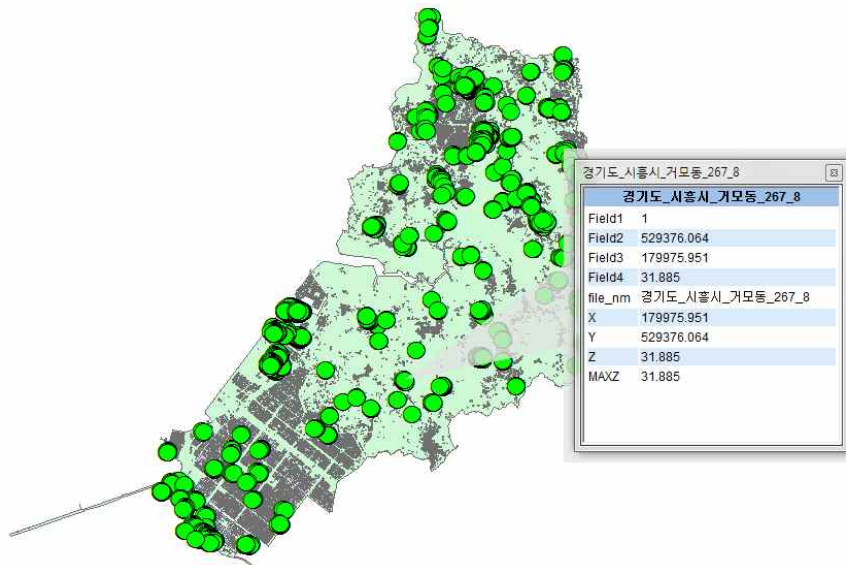 경기도_시흥시_거모동_267_8
경기도_시흥시_거모동_267_8
Field1 1
Field2 529376.064
Field3 179975.951
Field4 31.885
file_nm 경기도_시흥시_거모동_267_8
X 179975.951
Y 529376.064
Z 31.885
MAXZ 31.885